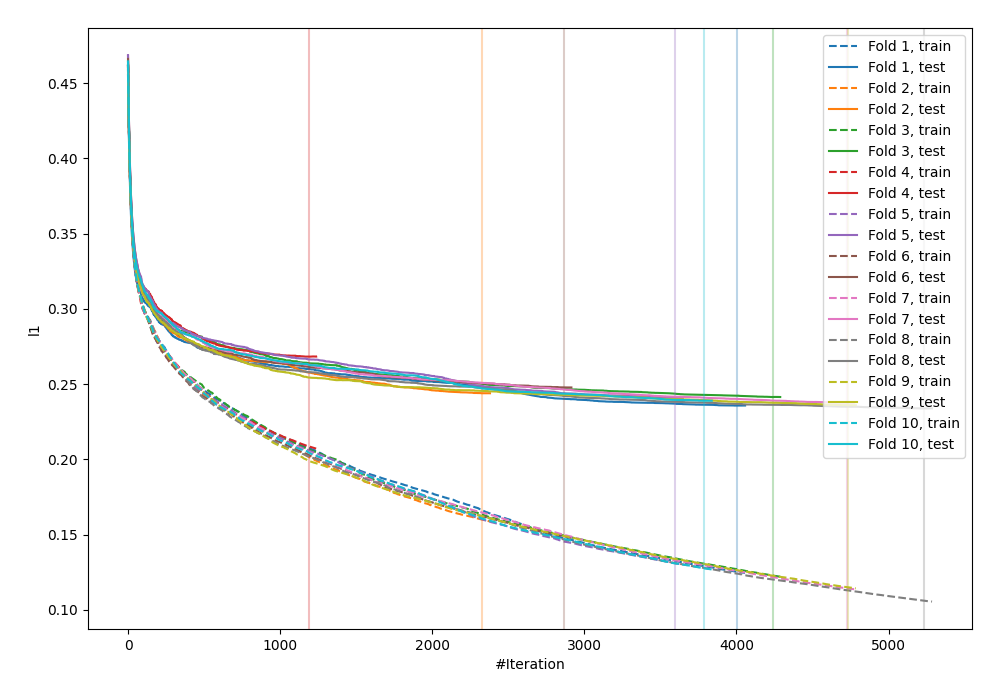 0.45
0.40
0.35
0.30
0.25
0.20
0.15
0.10
l1
0
1000
2000
3000
4000
5000
#Iteration
Fold 1, train
Fold 1, test
Fold 2, train
Fold 2, test
Fold 3, train
Fold 3, test
Fold 4, train
Fold 4, test
Fold 5, train
Fold 5, test
Fold 6, train
Fold 6, test
Fold 7, train
Fold 7, test
Fold 8, train
Fold 8, test
Fold 9, train
Fold 9, test
Fold 10, train
Fold 10, test